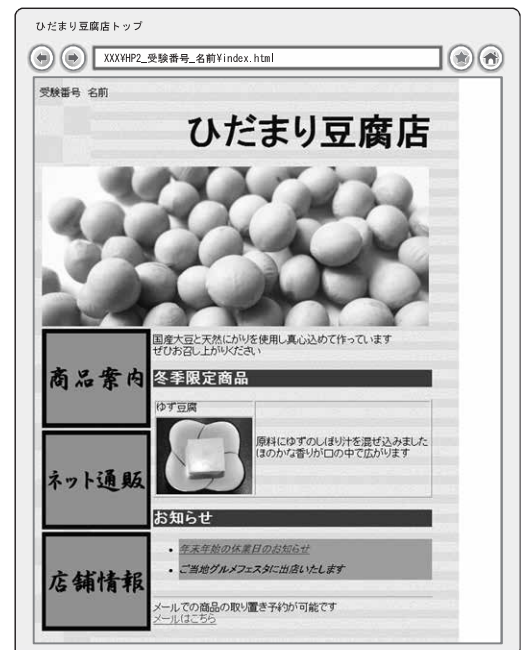 ひだまり豆腐店トップ
XXX¥HP2_受験番号_名前¥index.html
受験番号 名前
ひだまり豆腐店
国産大豆と天然にがりを使用し真心込めて作っています
ぜひお召し上がりください
商品案内
冬季限定商品
ゆず豆腐
原料にゆずのしぼり汁を混ぜ込みました
ほのかな香りが口の中で広がります
ネット通販
お知らせ
年末年始の休業日のお知らせ
ご当地グルメフェスタに出店いたします
店舗情報
メールでの商品の取り置き予約が可能です
メールはこちら